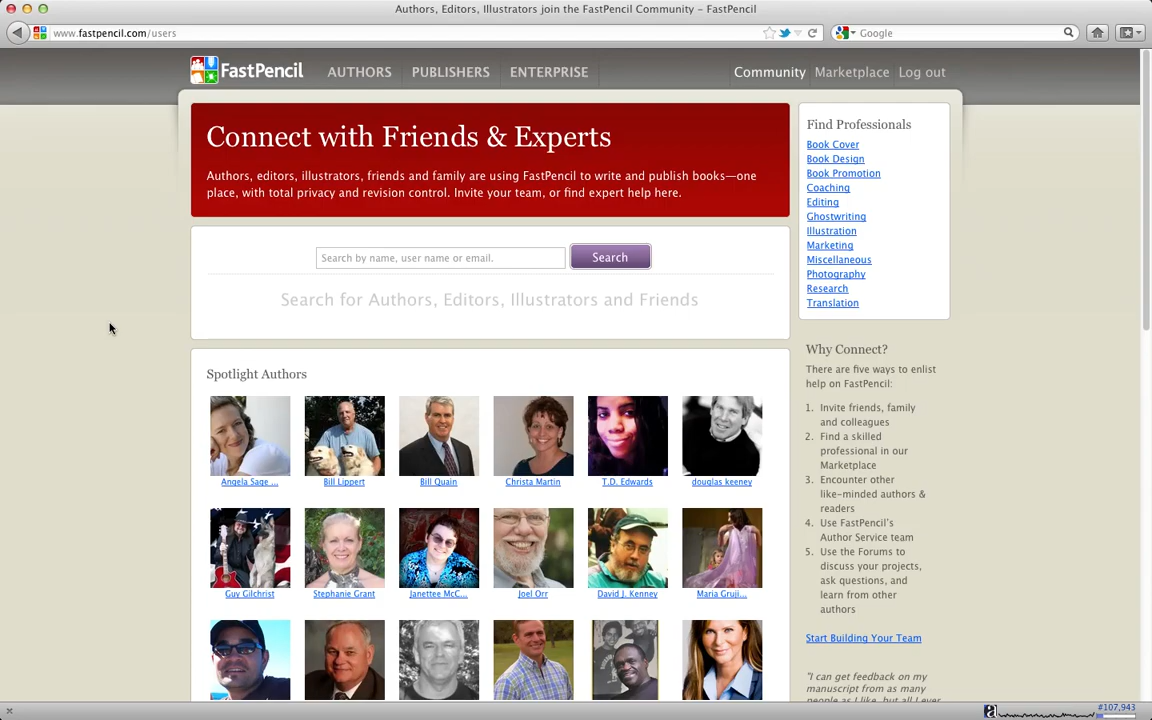 Authors, Editors, Illustrators join the FastPencil Community – FastPencil
www.fastpencil.com/users
Google
FastPencil
AUTHORS
PUBLISHERS
ENTERPRISE
Community
Marketplace
Log out
Connect with Friends & Experts
Authors, editors, illustrators, friends and family are using FastPencil to write and publish books—one
place, with total privacy and revision control. Invite your team, or find expert help here.
Search by name, user name or email.
Search
Search for Authors, Editors, Illustrators and Friends
Spotlight Authors
Angela Sage ...
Bill Lippert
Bill Quain
Christa Martin
T.D. Edwards
douglas keeney
Guy Gilchrist
Stephanie Grant
Janettee McC...
Joel Orr
David J. Kenney
Maria Gruji...
Find Professionals
Book Cover
Book Design
Book Promotion
Coaching
Editing
Ghostwriting
Illustration
Marketing
Miscellaneous
Photography
Research
Translation
Why Connect?
There are five ways to enlist
help on FastPencil:
1. Invite friends, family
and colleagues
2. Find a skilled
professional in our
Marketplace
3. Encounter other
like-minded authors &
readers
4. Use FastPencil's
Author Service team
5. Use the Forums to
discuss your projects,
ask questions, and
learn from other
authors
Start Building Your Team
"I can get feedback on my
manuscript from as many
people as I like, but all I ever
#107,943